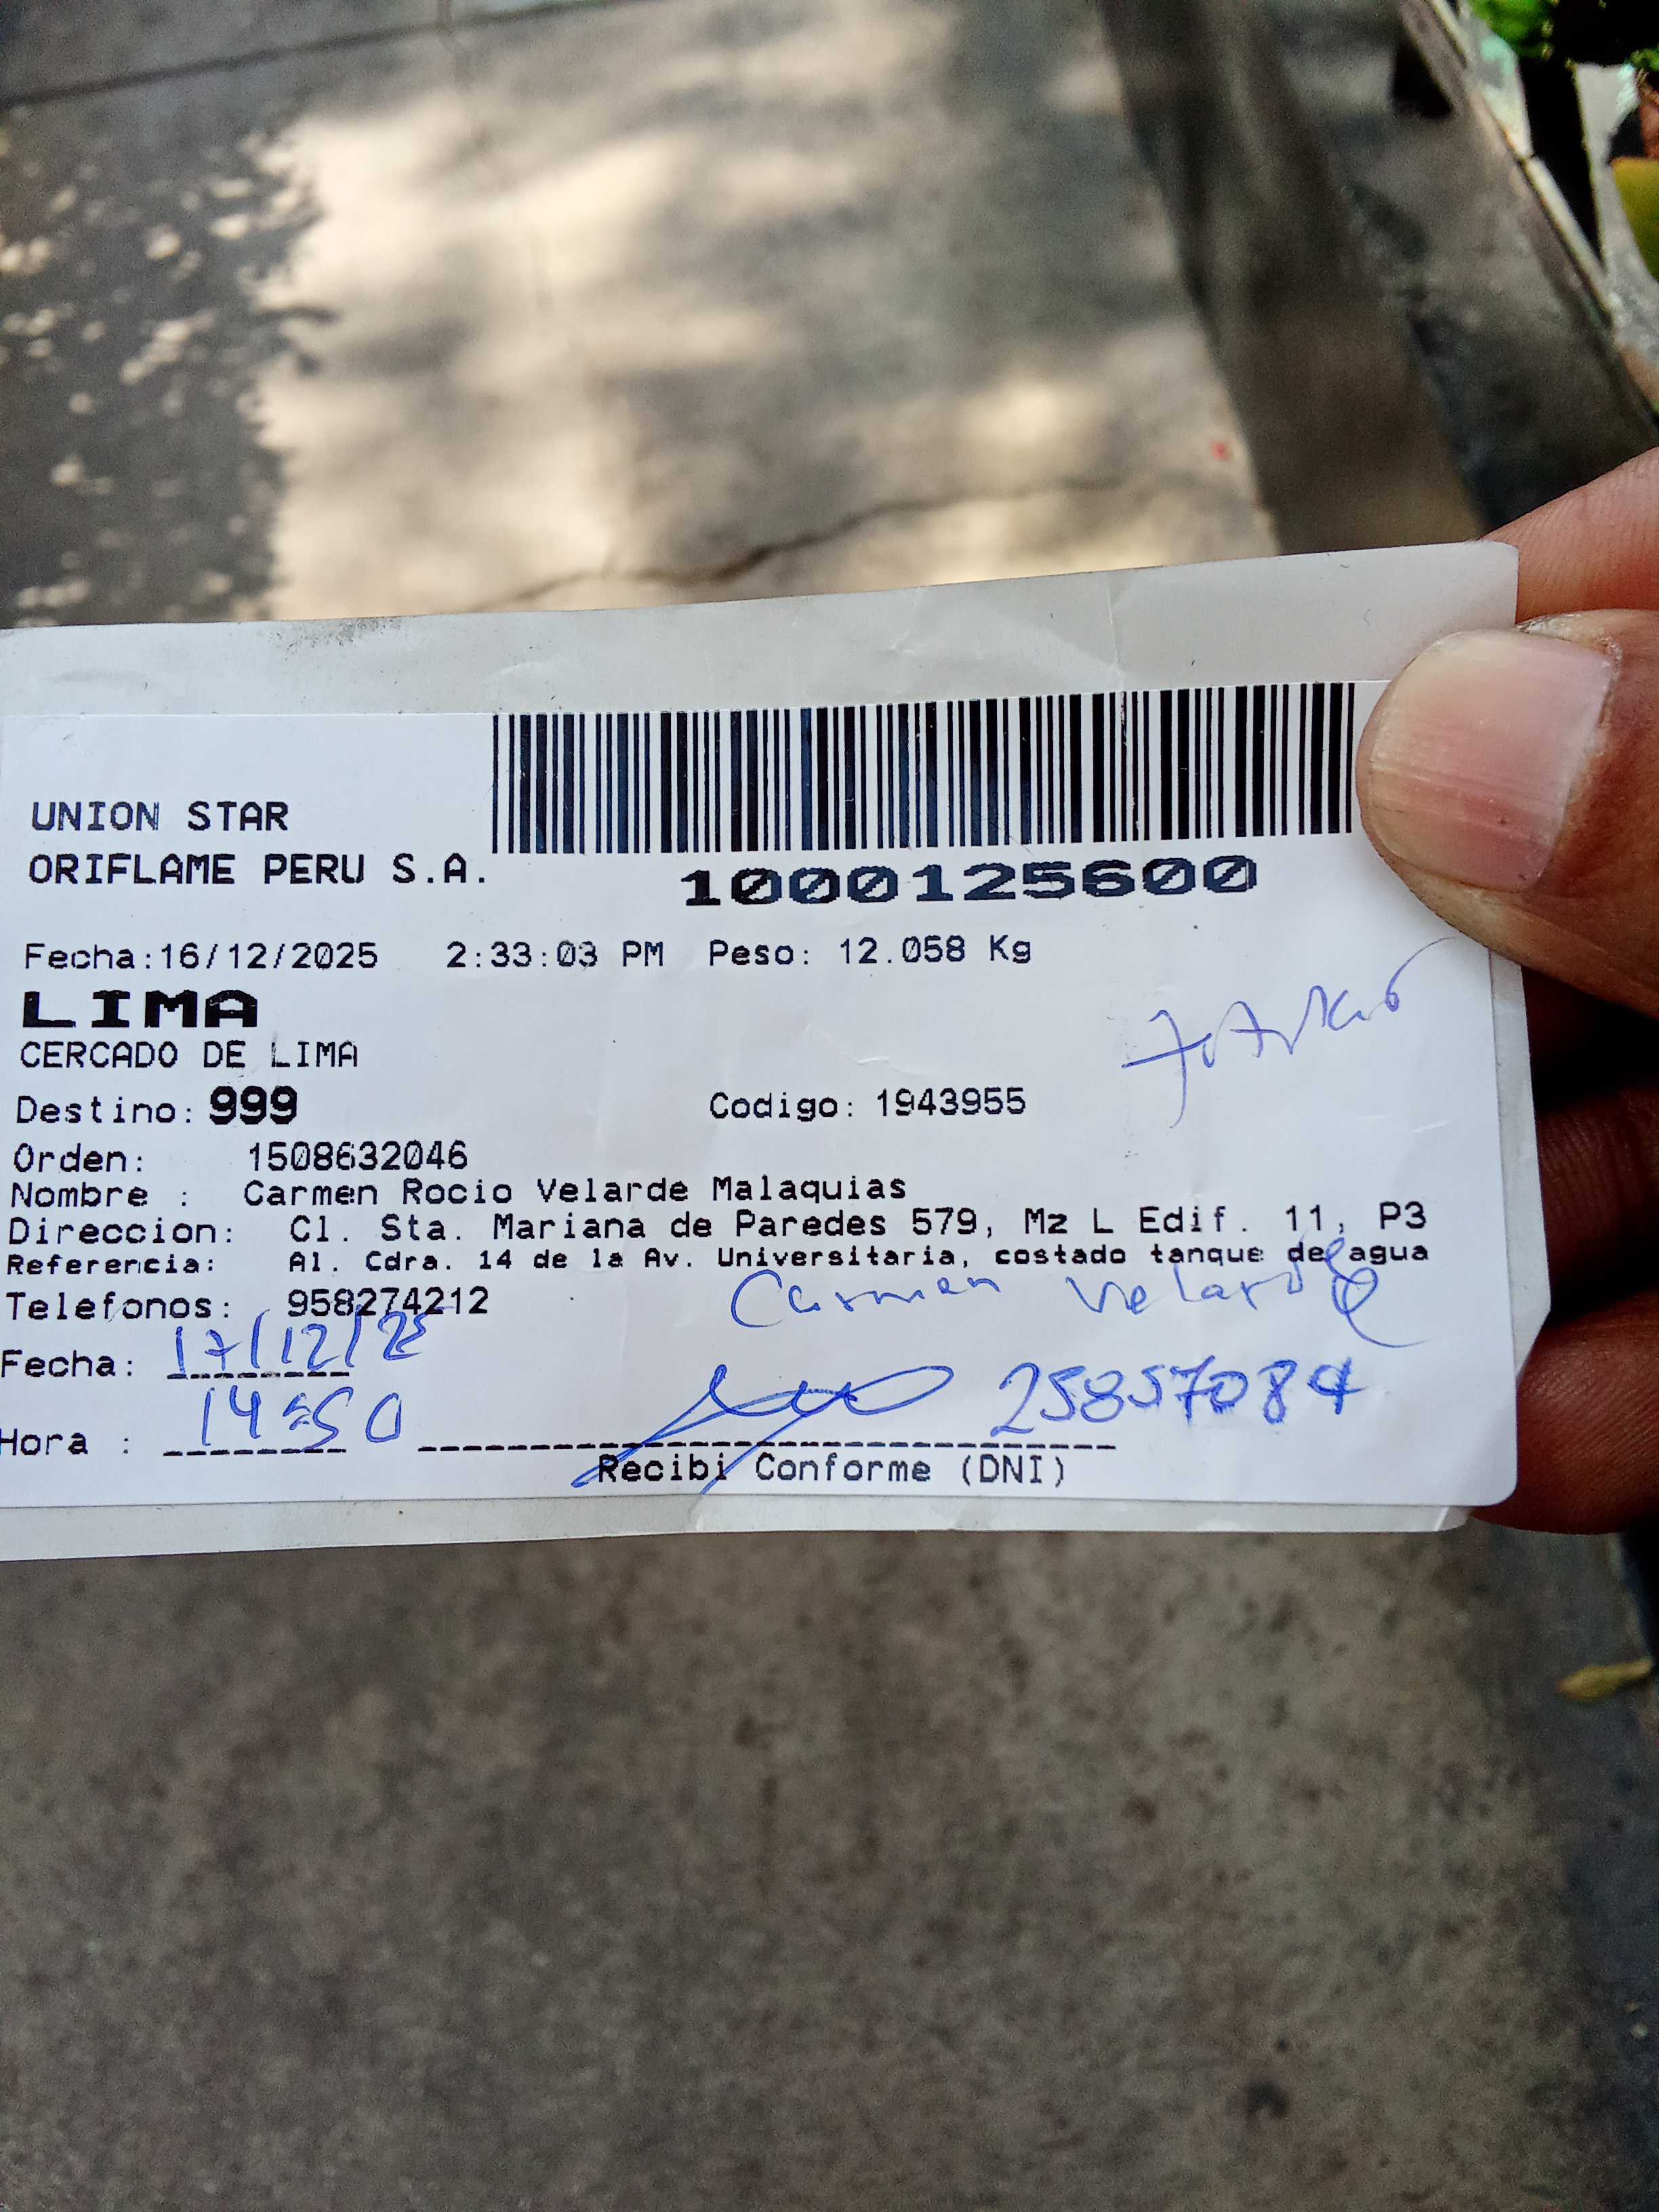 UNION STAR
ORIFLAME PERU S.A.
1000125600
Fecha:16/12/2025 2:33:03 PM Peso: 12.058 Kg
LIMA
CERCADO DE LIMA
Destino: 999 Codigo: 1943955
Orden: 1508632046
Nombre : Carmen Rocio Velarde Malaquias
Direccion: Cl. Sta. Mariana de Paredes 579, Mz L Edif. 11, P3
Referencia: Al. Cdra. 14 de la Av. Universitaria, costado tanque de agua
Telefonos: 958274212
Carmen Velarde
Fecha: 17/12/25
25857084
Hora : 14:50
Recibi Conforme (DNI)